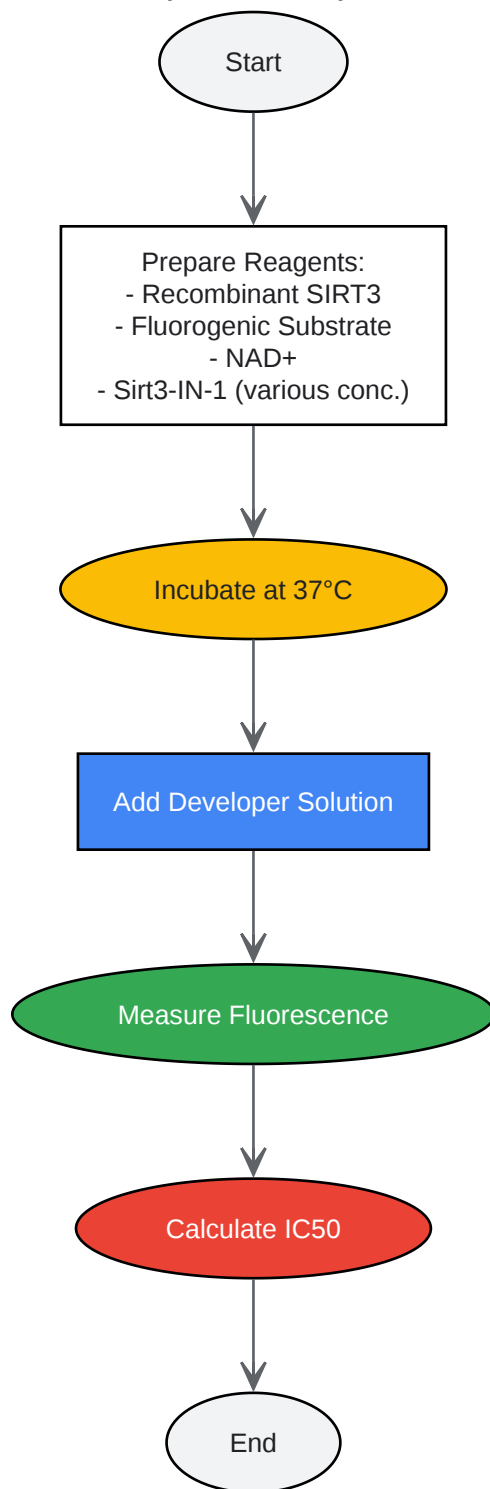 Start
Prepare Reagents:
- Recombinant SIRT3
- Fluorogenic Substrate
- NAD+
- Sirt3-IN-1 (various conc.)
Incubate at 37°C
Add Developer Solution
Measure Fluorescence
Calculate IC50
End